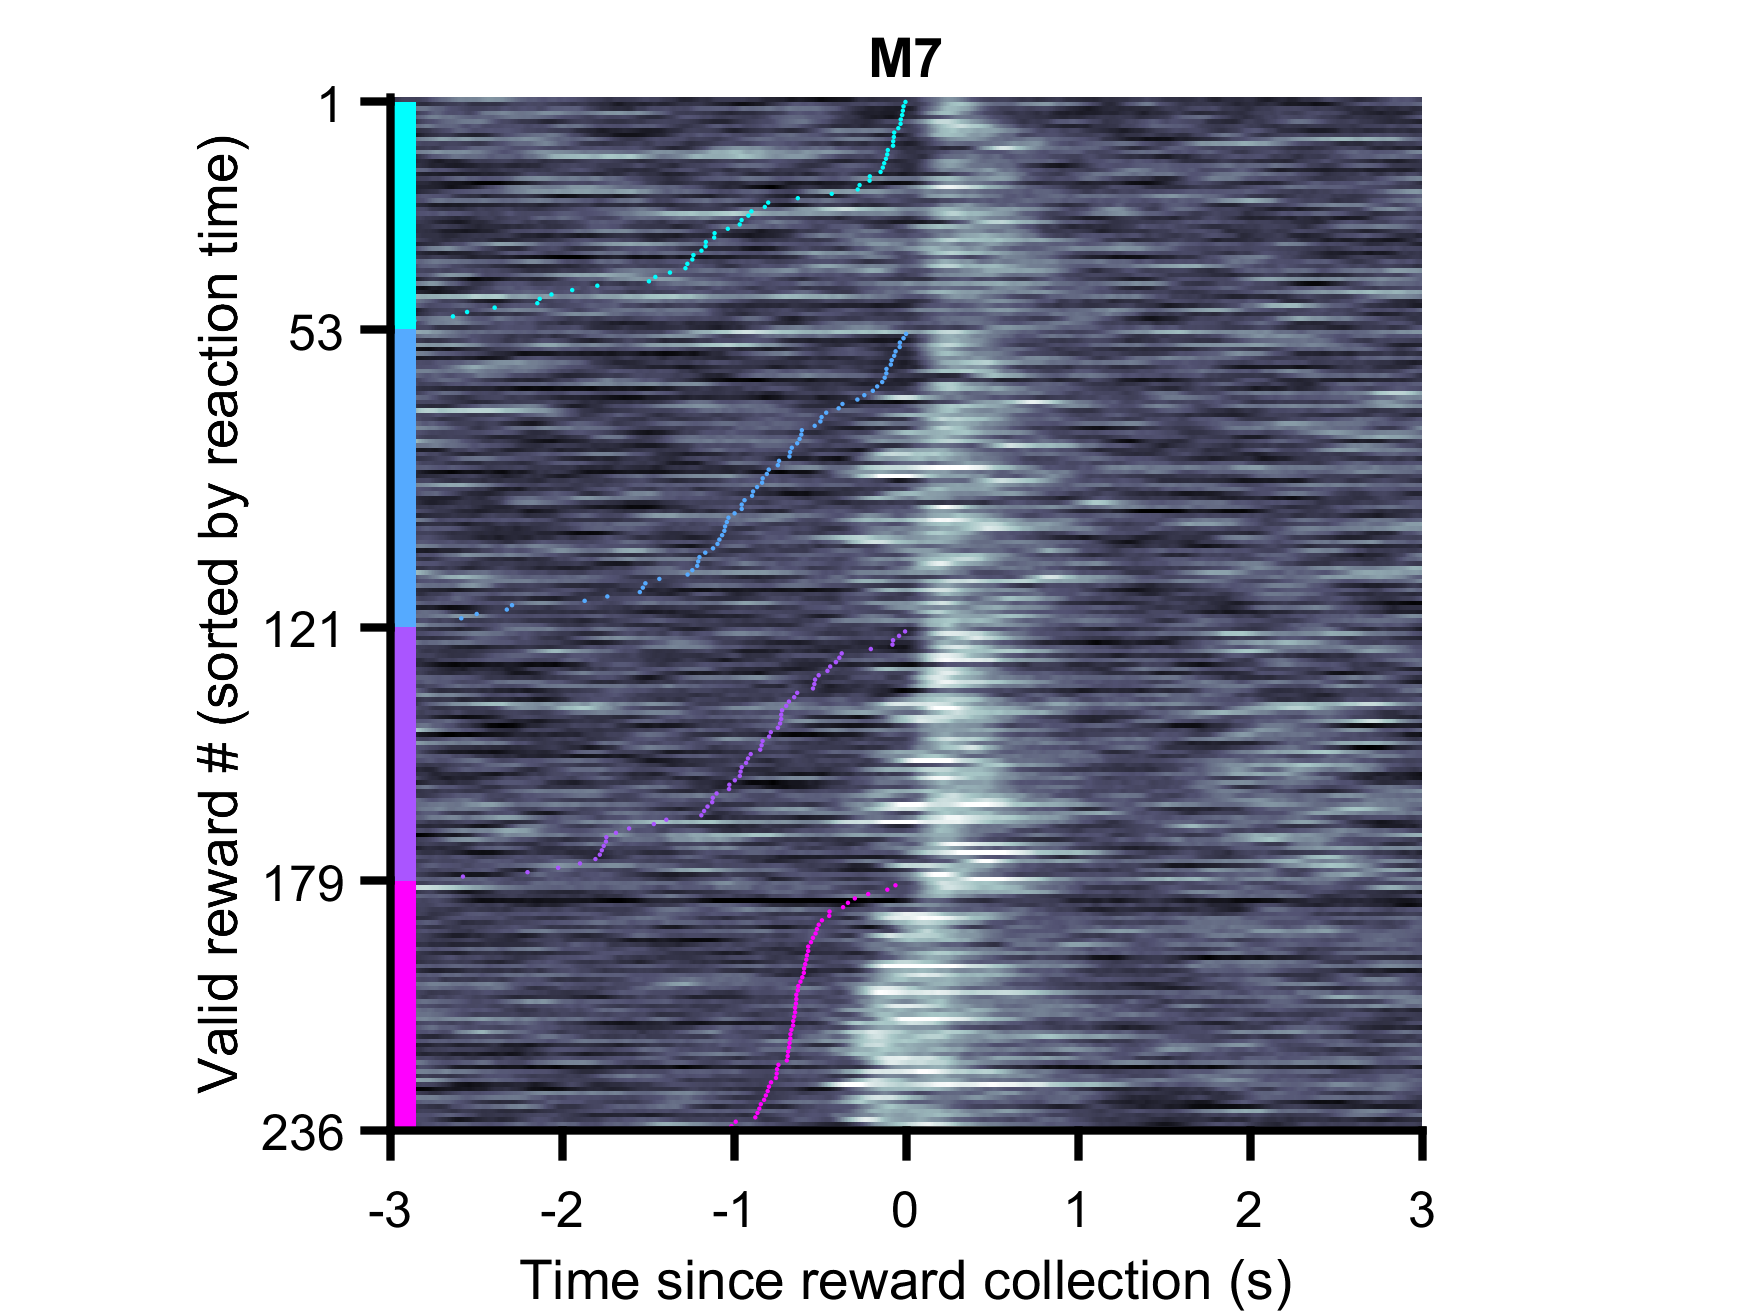 M7
Valid reward # (sorted by reaction time)
1
53
121
179
236
-3 -2 -1 0 1 2 3
Time since reward collection (s)